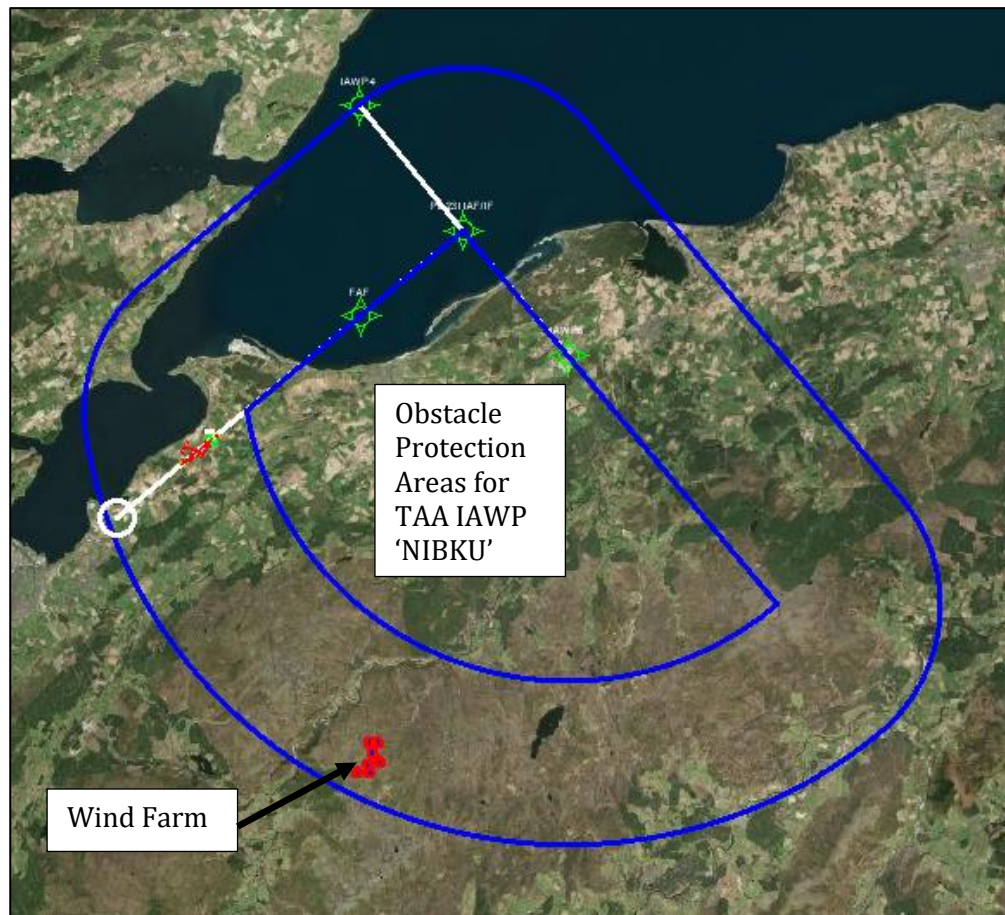 IAWP4
IAF/IF
FAF
Obstacle
Protection
Areas for
TAA IAWP
‘NIBKU’
Wind Farm